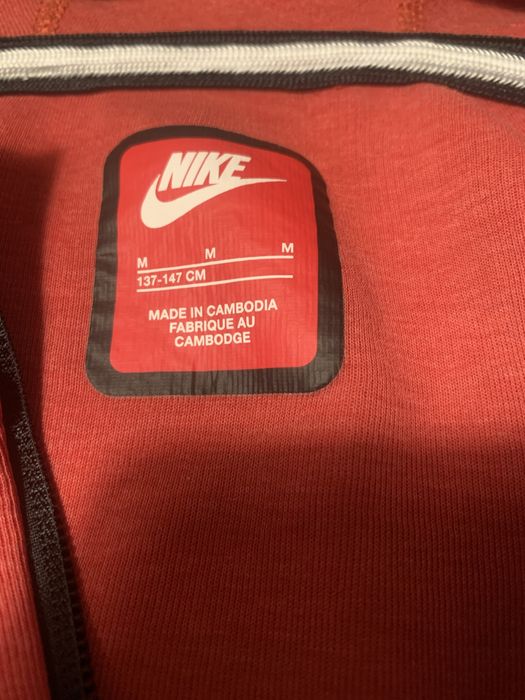 NIKE
M M M
137-147 CM
MADE IN CAMBODIA
FABRIQUE AU
CAMBODGE